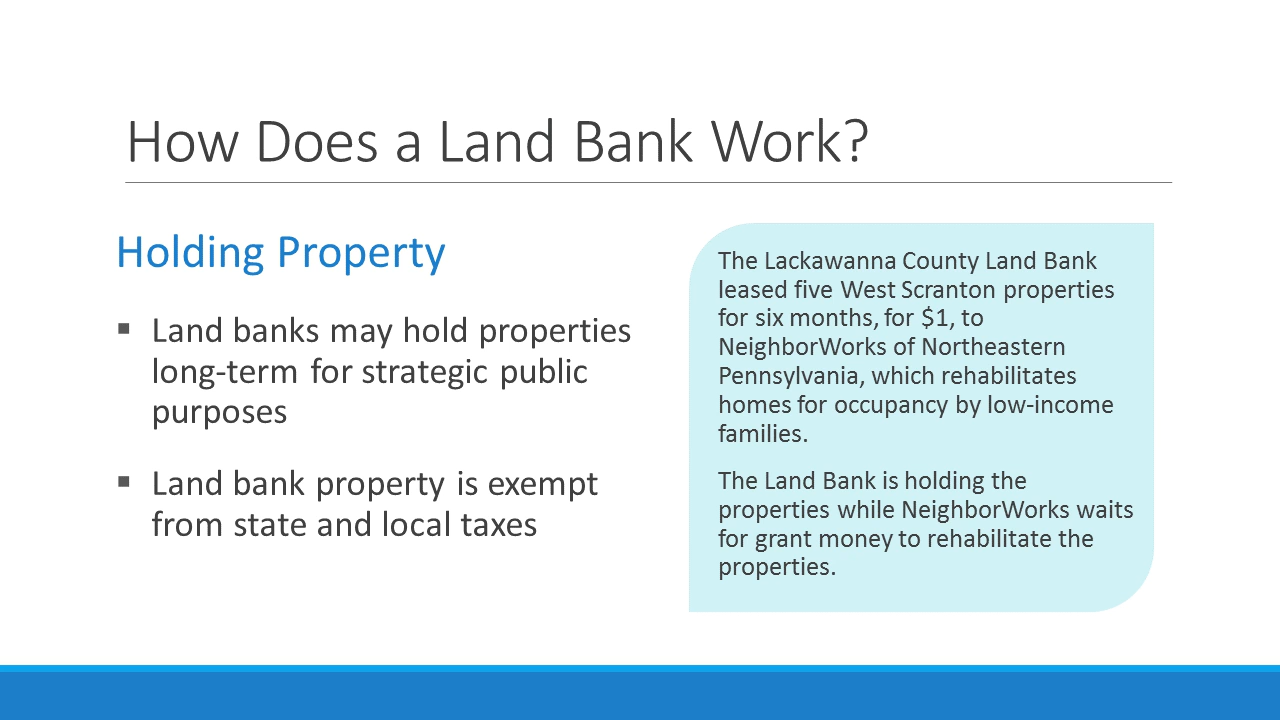 How Does a Land Bank Work?
Holding Property
▪ Land banks may hold properties
long-term for strategic public
purposes
▪ Land bank property is exempt
from state and local taxes
The Lackawanna County Land Bank
leased five West Scranton properties
for six months, for $1, to
NeighborWorks of Northeastern
Pennsylvania, which rehabilitates
homes for occupancy by low-income
families.
The Land Bank is holding the
properties while NeighborWorks waits
for grant money to rehabilitate the
properties.